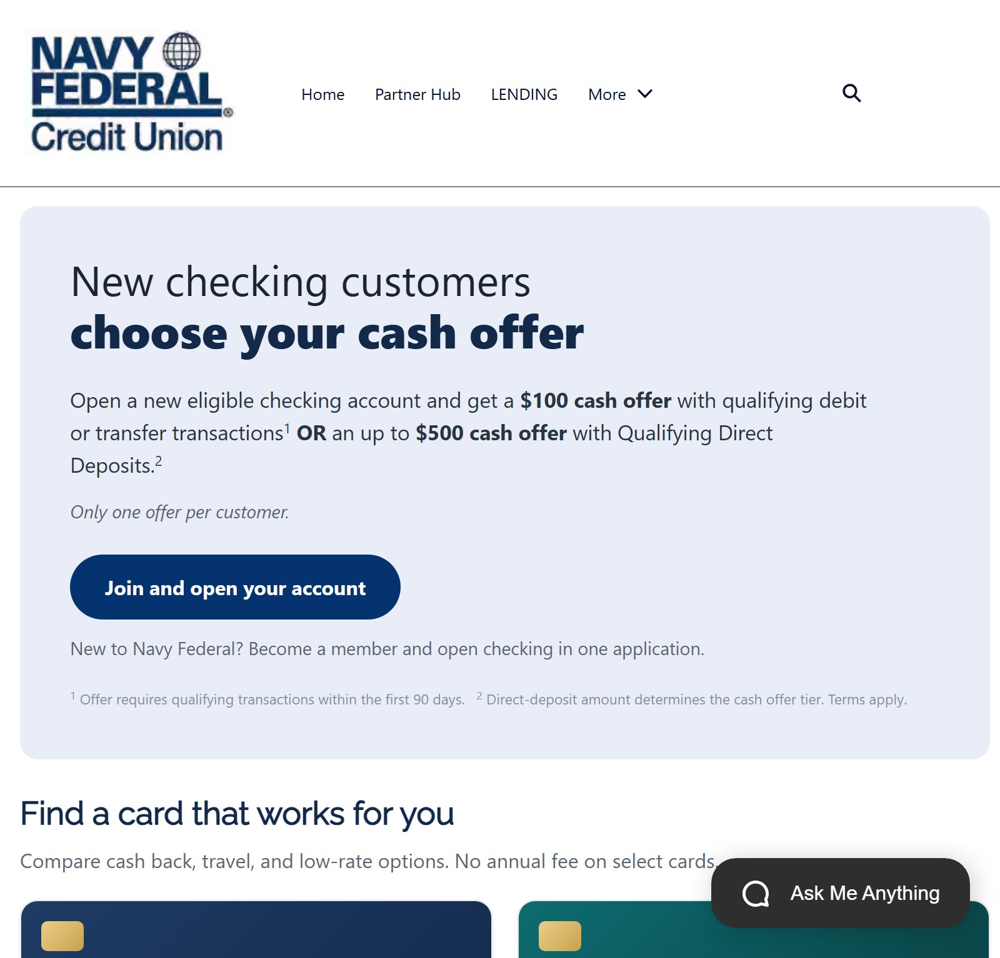 NAVY
FEDERAL®
Credit Union
Home Partner Hub LENDING More
New checking customers
choose your cash offer
Open a new eligible checking account and get a $100 cash offer with qualifying debit
or transfer transactions¹ OR an up to $500 cash offer with Qualifying Direct
Deposits.²
Only one offer per customer.
Join and open your account
New to Navy Federal? Become a member and open checking in one application.
¹ Offer requires qualifying transactions within the first 90 days. ² Direct-deposit amount determines the cash offer tier. Terms apply.
Find a card that works for you
Compare cash back, travel, and low-rate options. No annual fee on select cards.
Ask Me Anything